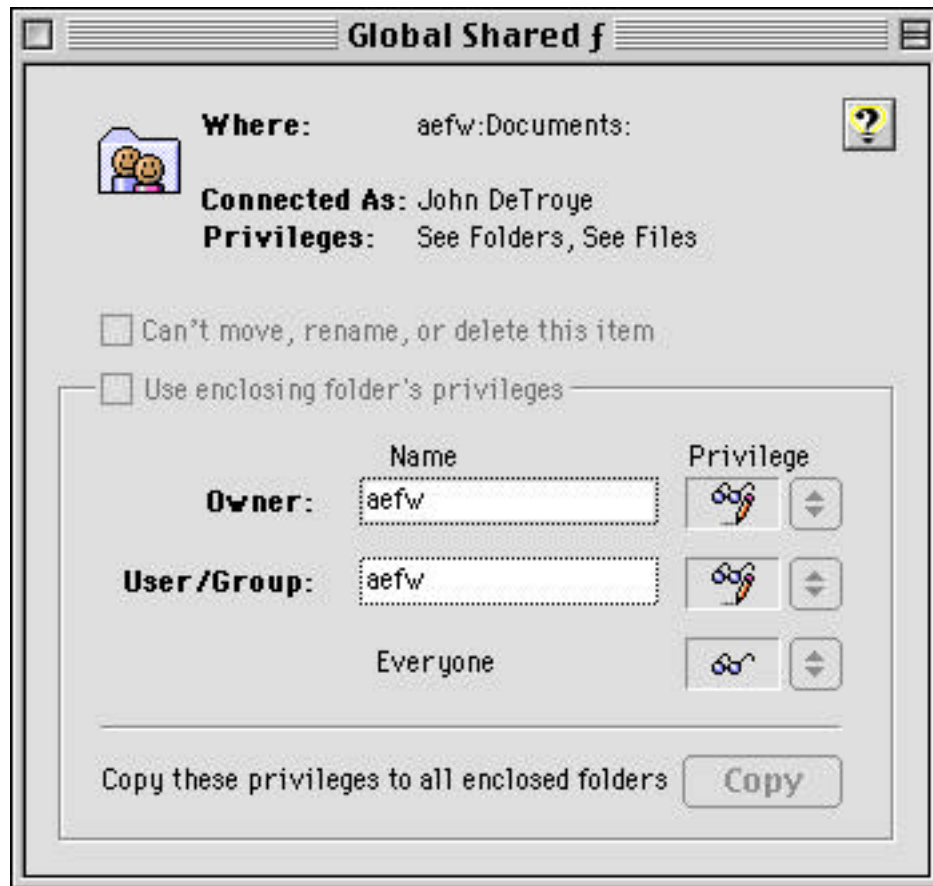 Global Shared ƒ
Where: aefw:Documents:
Connected As: John DeTroye
Privileges: See Folders, See Files
Can't move, rename, or delete this item
Use enclosing folder's privileges
Name Privilege
Owner: aefw
User/Group: aefw
Everyone
Copy these privileges to all enclosed folders Copy